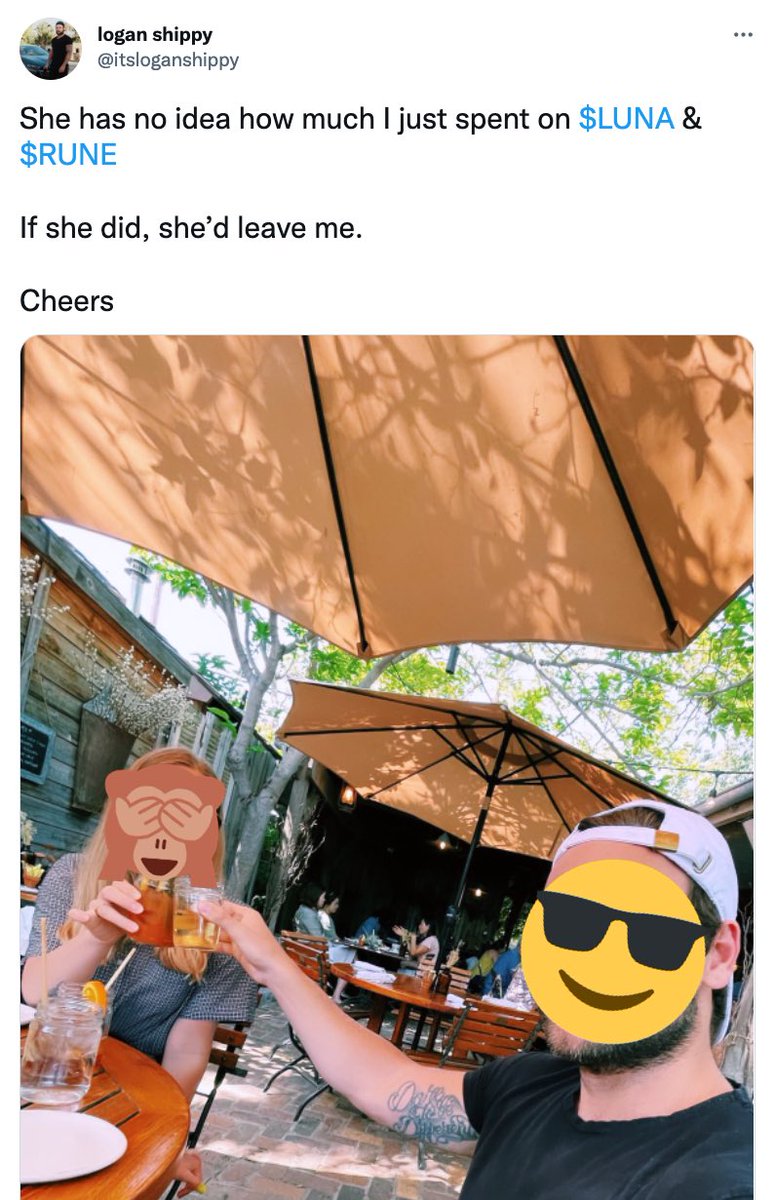 logan shippy
@itsloganshippy
She has no idea how much I just spent on $LUNA &
$RUNE
If she did, she’d leave me.
Cheers